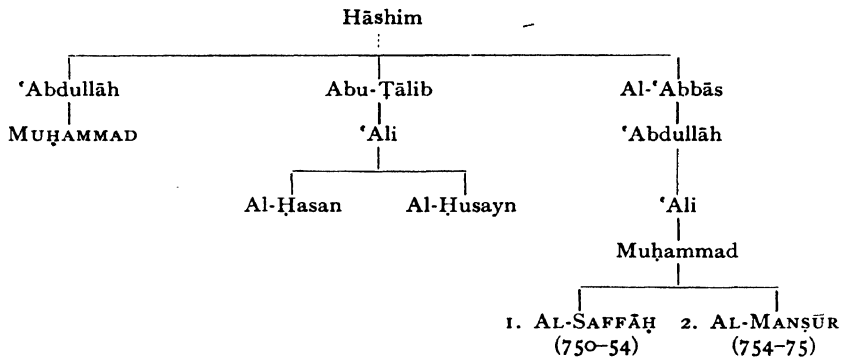 Hāshim
ʿAbdullāh Abu-Ṭālib Al-ʿAbbās
MUḤAMMAD ʿAli ʿAbdullāh
Al-Ḥasan Al-Ḥusayn ʿAli
Muḥammad
1. AL-SAFFĀḤ 2. AL-MANṢŪR
(750–54) (754–75)